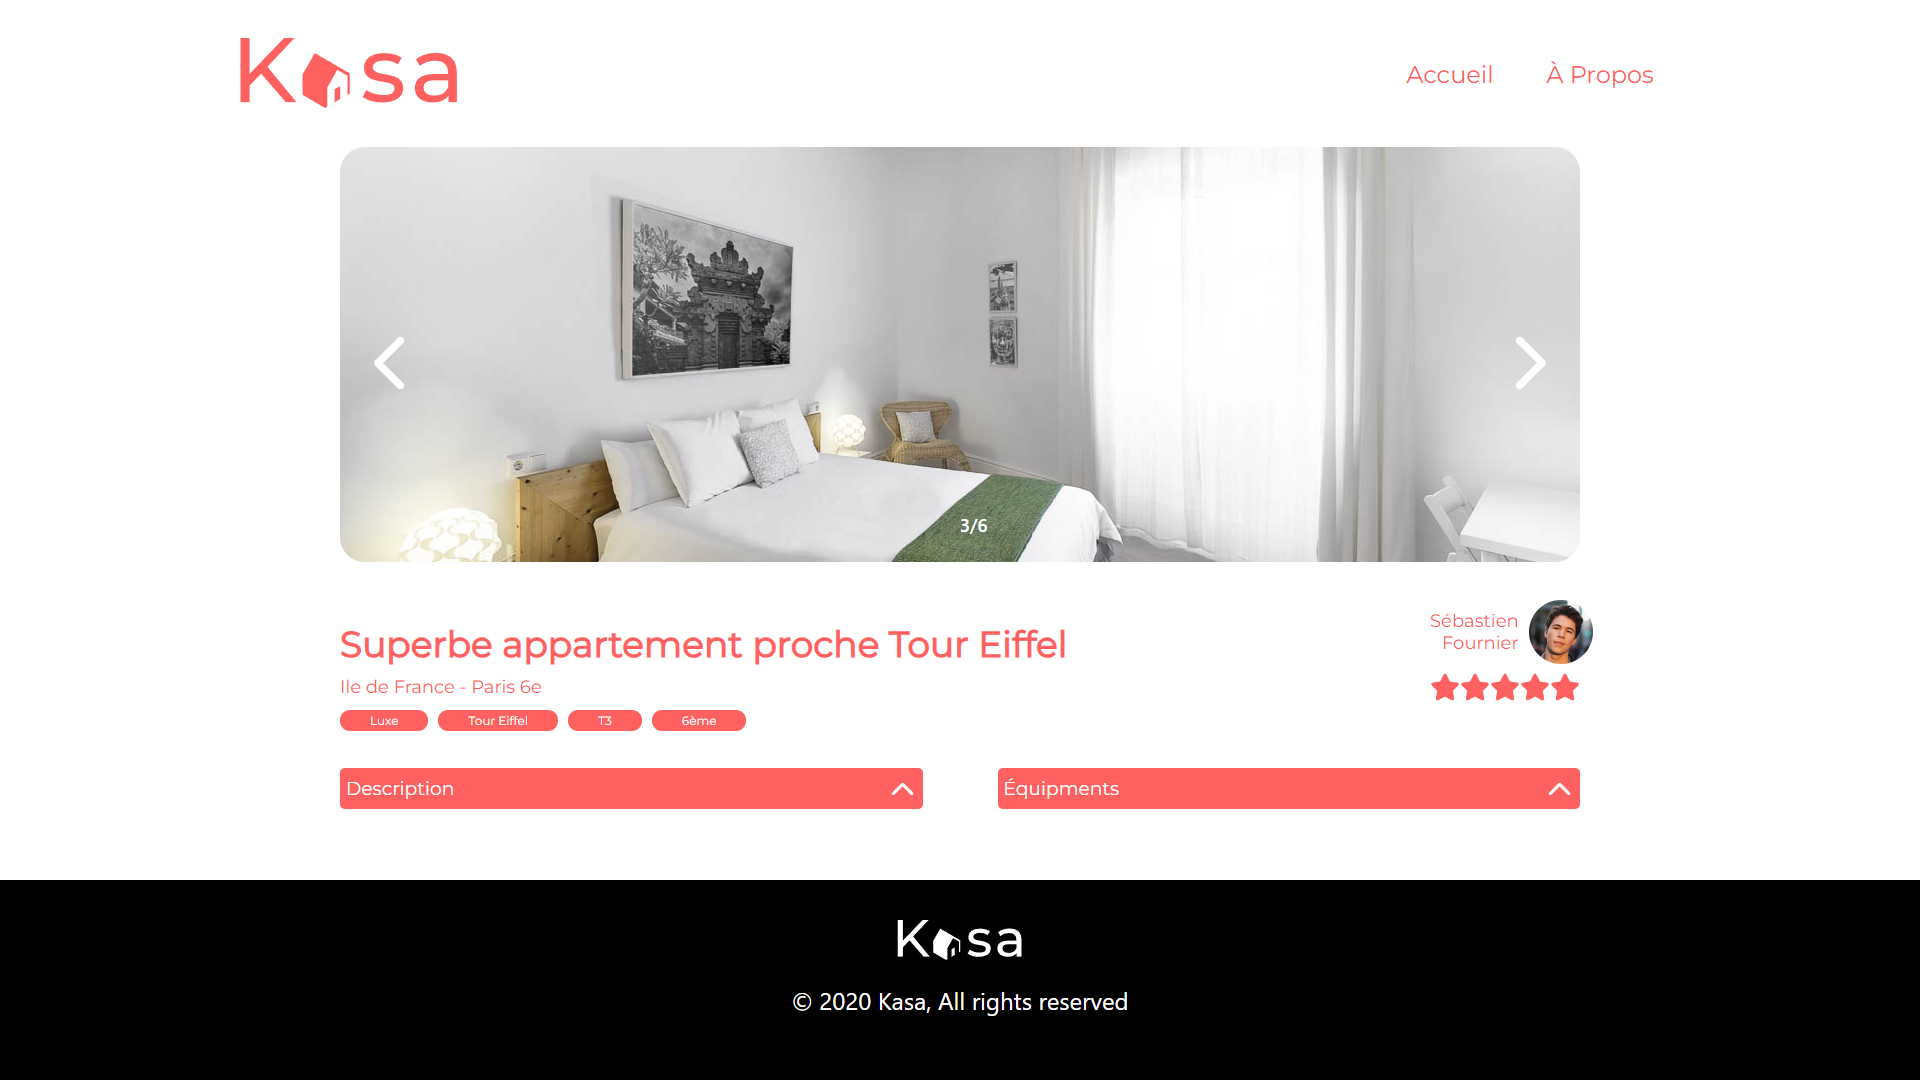 Kasa
Accueil
À Propos
3/6
Superbe appartement proche Tour Eiffel
Ile de France - Paris 6e
Luxe
Tour Eiffel
T3
6ème
Sébastien
Fournier
Description
Équipments
Kasa
© 2020 Kasa, All rights reserved